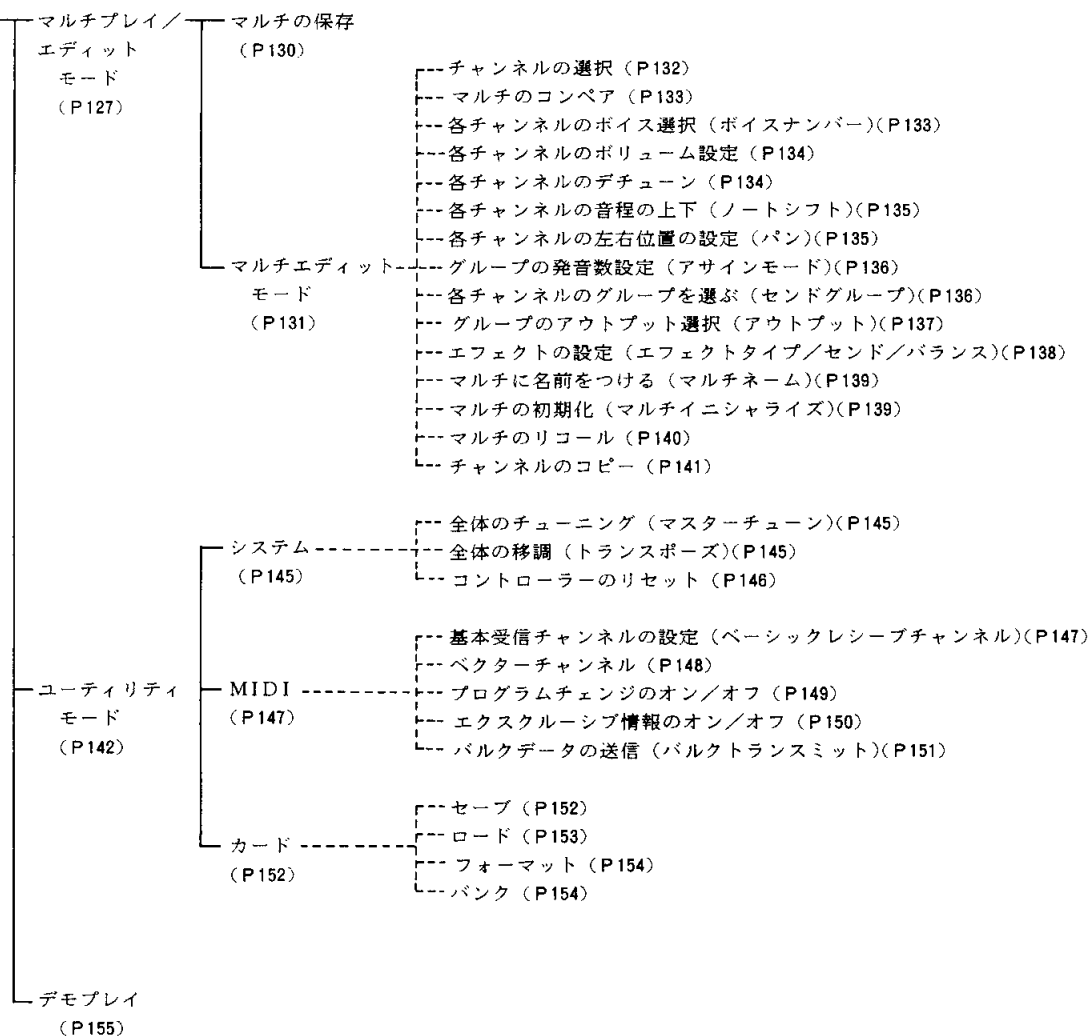 マルチプレイ／
エディット
モード
（P127）
マルチの保存
（P130）
マルチエディット
モード
（P131）
チャンネルの選択（P132）
マルチのコンペア（P133）
各チャンネルのボイス選択（ボイスナンバー）（P133）
各チャンネルのボリューム設定（P134）
各チャンネルのデチューン（P134）
各チャンネルの音程の上下（ノートシフト）（P135）
各チャンネルの左右位置の設定（パン）（P135）
グループの発音数設定（アサインモード）（P136）
各チャンネルのグループを選ぶ（センドグループ）（P136）
グループのアウトプット選択（アウトプット）（P137）
エフェクトの設定（エフェクトタイプ／センド／バランス）（P138）
マルチに名前をつける（マルチネーム）（P139）
マルチの初期化（マルチイニシャライズ）（P139）
マルチのリコール（P140）
チャンネルのコピー（P141）
ユーティリティ
モード
（P142）
システム
（P145）
全体のチューニング（マスターチューン）（P145）
全体の移調（トランスポーズ）（P145）
コントローラーのリセット（P146）
MIDI
（P147）
基本受信チャンネルの設定（ベーシックレシーブチャンネル）（P147）
ベクターチャンネル（P148）
プログラムチェンジのオン／オフ（P149）
エクスクルーシブ情報のオン／オフ（P150）
バルクデータの送信（バルクトランスミット）（P151）
カード
（P152）
セーブ（P152）
ロード（P153）
フォーマット（P154）
バンク（P154）
デモプレイ
（P155）